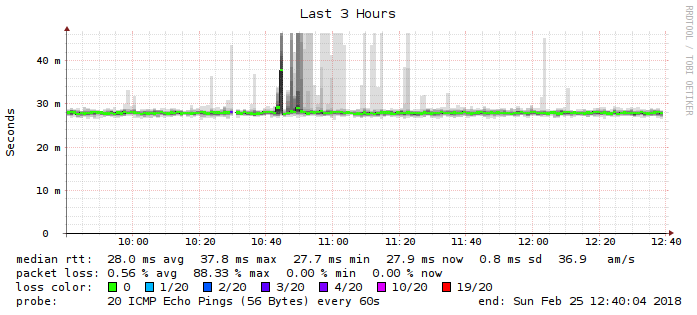 Last 3 Hours
RRDTOOL / TOBI OETIKER
Seconds
40 m
30 m
20 m
10 m
0
10:00 10:20 10:40 11:00 11:20 11:40 12:00 12:20 12:40
median rtt: 28.0 ms avg 37.8 ms max 27.7 ms min 27.9 ms now 0.8 ms sd 36.9 am/s
packet loss: 0.56 % avg 88.33 % max 0.00 % min 0.00 % now
loss color: 0 1/20 2/20 3/20 4/20 10/20 19/20
probe: 20 ICMP Echo Pings (56 Bytes) every 60s end: Sun Feb 25 12:40:04 2018